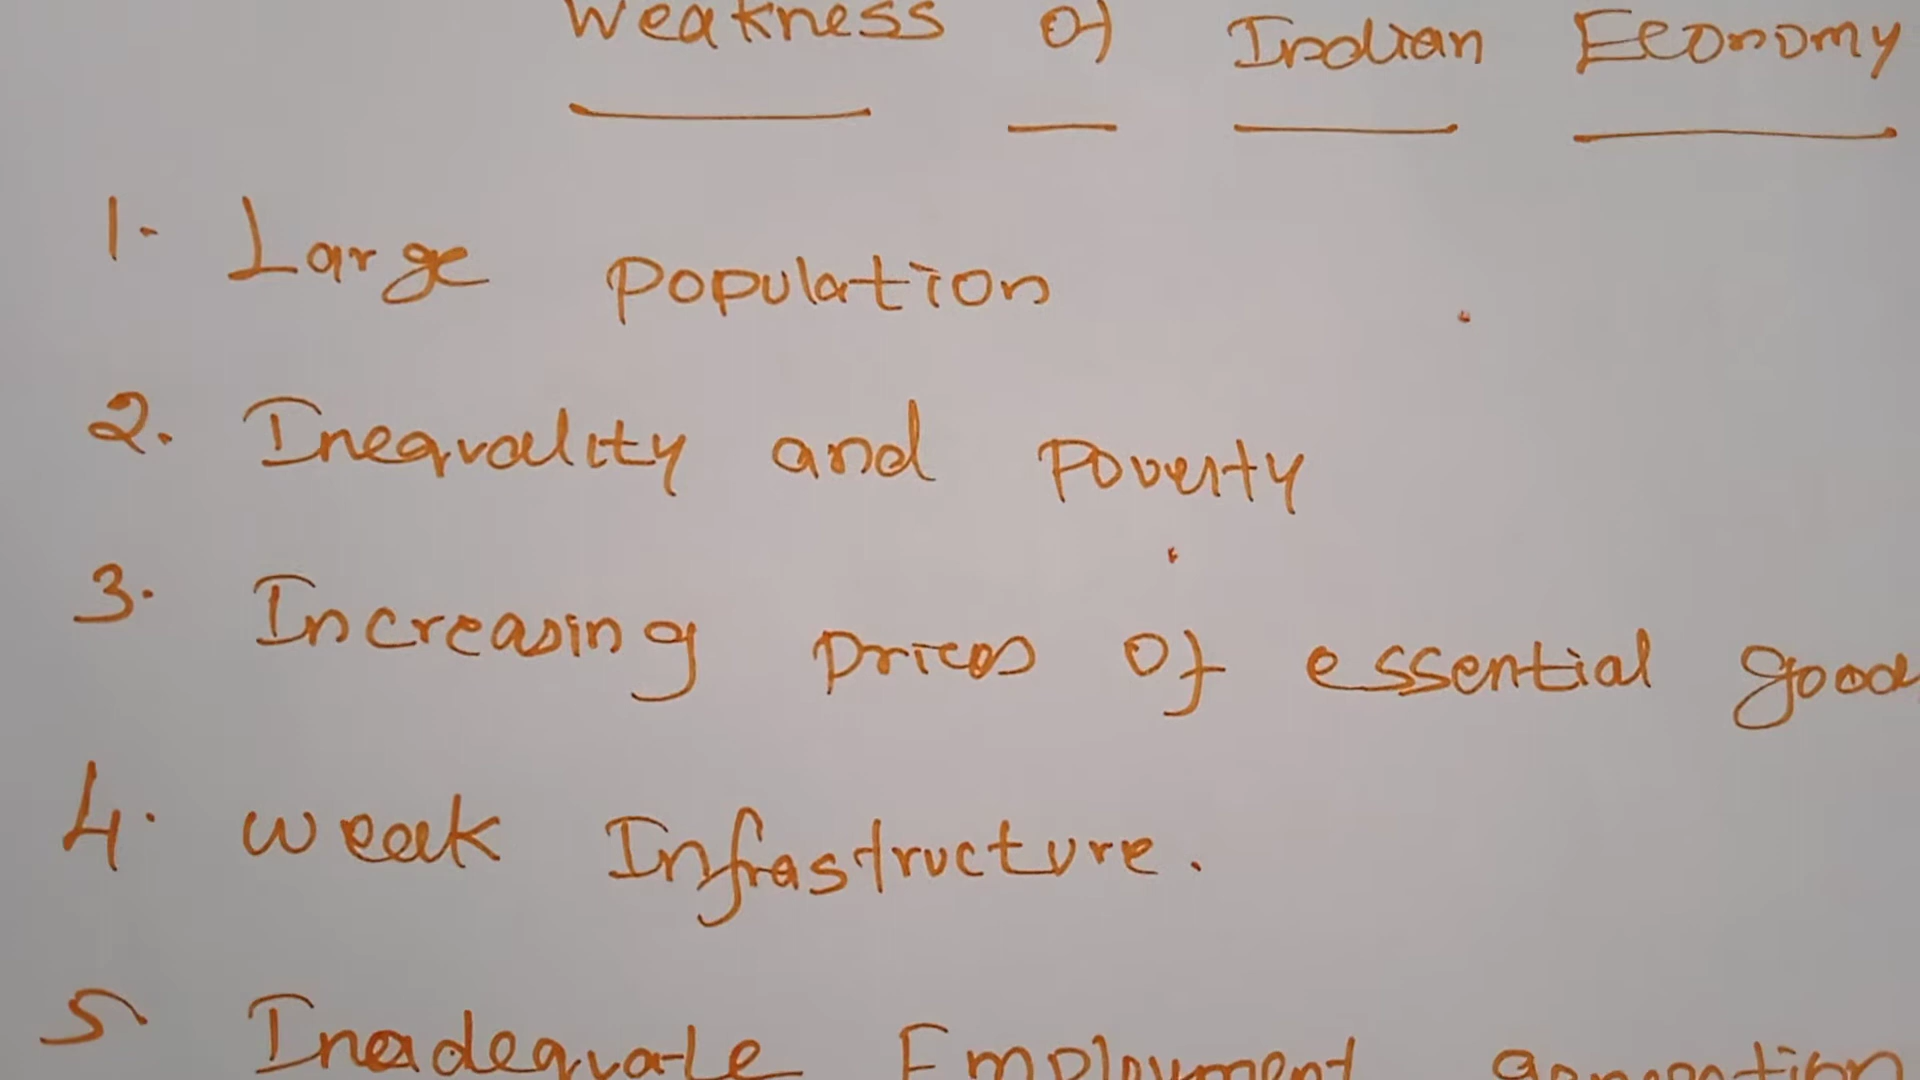 Weakness of Indian Economy
1. Large population
2. Inequality and Poverty
3. Increasing prices of essential good
4. Weak Infrastructure.
5 Inadequate Employment generation